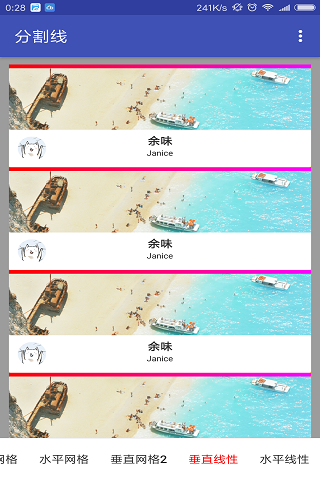 0:28
241K/s
分割线
余味
Janice
余味
Janice
余味
Janice
网格
水平网格
垂直网格2
垂直线性
水平线性